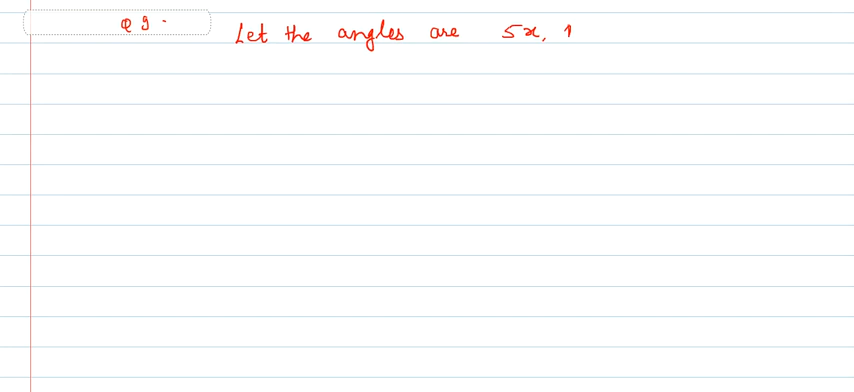 Q 9.
Let the angles are 5x, 1